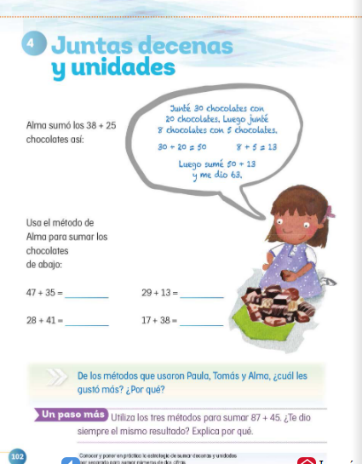 4 Juntas decenas
y unidades
Junté 30 chocolates con
20 chocolates. Luego junté
8 chocolates con 5 chocolates.
30 + 20 = 50 8 + 5 = 13
Luego sumé 50 + 13
y me dio 63.
Alma sumó los 38 + 25
chocolates así:
Usa el método de
Alma para sumar los
chocolates
de abajo:
47 + 35 = ________ 29 + 13 = ________
28 + 41 = ________ 17 + 38 = ________
De los métodos que usaron Paula, Tomás y Alma, ¿cuál les
gustó más? ¿Por qué?
Un paso más Utiliza los tres métodos para sumar 87 + 45. ¿Te dio
siempre el mismo resultado? Explica por qué.
102
Conocer y poner en práctica la estrategia de sumar decenas y unidades
por separado para sumar números de dos cifras.